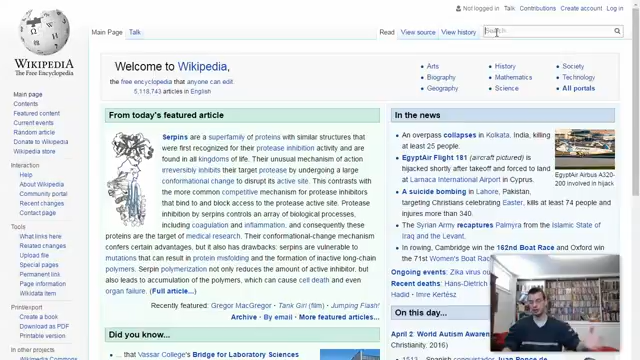 Not logged in Talk Contributions Create account Log in
Main Page Talk
Read View source View history
Search
WIKIPEDIA
The Free Encyclopedia
Main page
Contents
Featured content
Current events
Random article
Donate to Wikipedia
Wikipedia store
Interaction
Help
About Wikipedia
Community portal
Recent changes
Contact page
Tools
What links here
Related changes
Upload file
Special pages
Permanent link
Page information
Wikidata item
Print/export
Create a book
Download as PDF
Printable version
In other projects
Wikimedia Commons
Welcome to Wikipedia,
the free encyclopedia that anyone can edit
5,118,743 articles in English
Arts
Biography
Geography
History
Mathematics
Science
Society
Technology
All portals
From today's featured article
Serpins are a superfamily of proteins with similar structures that
were first recognized for their protease inhibition activity and are
found in all kingdoms of life. Their unusual mechanism of action
irreversibly inhibits their target protease by undergoing a large
conformational change to disrupt its active site. This contrasts with
the more common competitive mechanism for protease inhibitors
that bind to and block access to the protease active site. Protease
inhibition by serpins controls an array of biological processes,
including coagulation and inflammation, and consequently these
proteins are the target of medical research. Their conformational-change mechanism
confers certain advantages, but it also has drawbacks: serpins are vulnerable to
mutations that can result in protein misfolding and the formation of inactive long-chain
polymers. Serpin polymerization not only reduces the amount of active inhibitor, but
also leads to accumulation of the polymers, which can cause cell death and even
organ failure. (Full article...)
Recently featured: Gregor MacGregor · Tank Girl (film) · Jumping Flash!
Archive · By email · More featured articles...
Did you know...
... that Vassar College's Bridge for Laboratory Sciences
In the news
An overpass collapses in Kolkata, India, killing
at least 25 people.
EgyptAir Flight 181 (aircraft pictured) is
hijacked shortly after takeoff and forced to land
at Larnaca International Airport in Cyprus.
A suicide bombing in Lahore, Pakistan,
targeting Christians celebrating Easter, kills at least 74 people and
injures more than 340.
The Syrian Army recaptures Palmyra from the Islamic State of
Iraq and the Levant.
In rowing, Cambridge win the 162nd Boat Race and Oxford win
the 71st Women's Boat Race.
EgyptAir Airbus A320-
200 involved in hijack
Ongoing events: Zika virus
Recent deaths: Hans-Dietrich
Hadid · Imre Kertész
On this day...
April 2: World Autism Awareness
Christianity, 2016)
1513